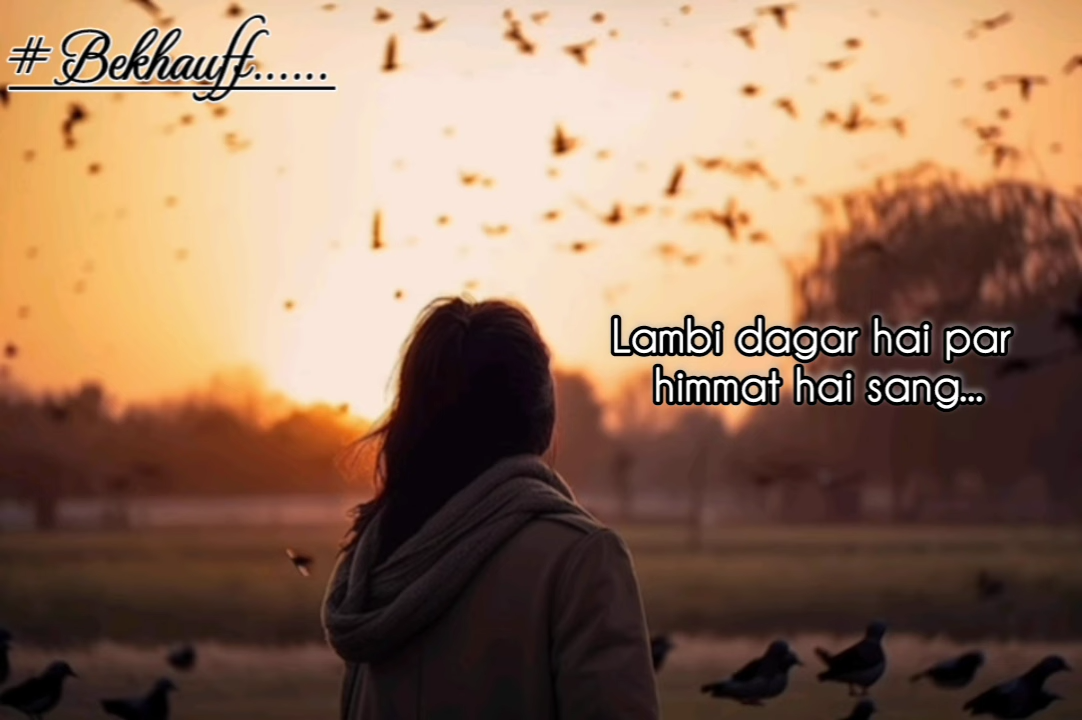 # Bekhauff......
Lambi dagar hai par
himmat hai sang...